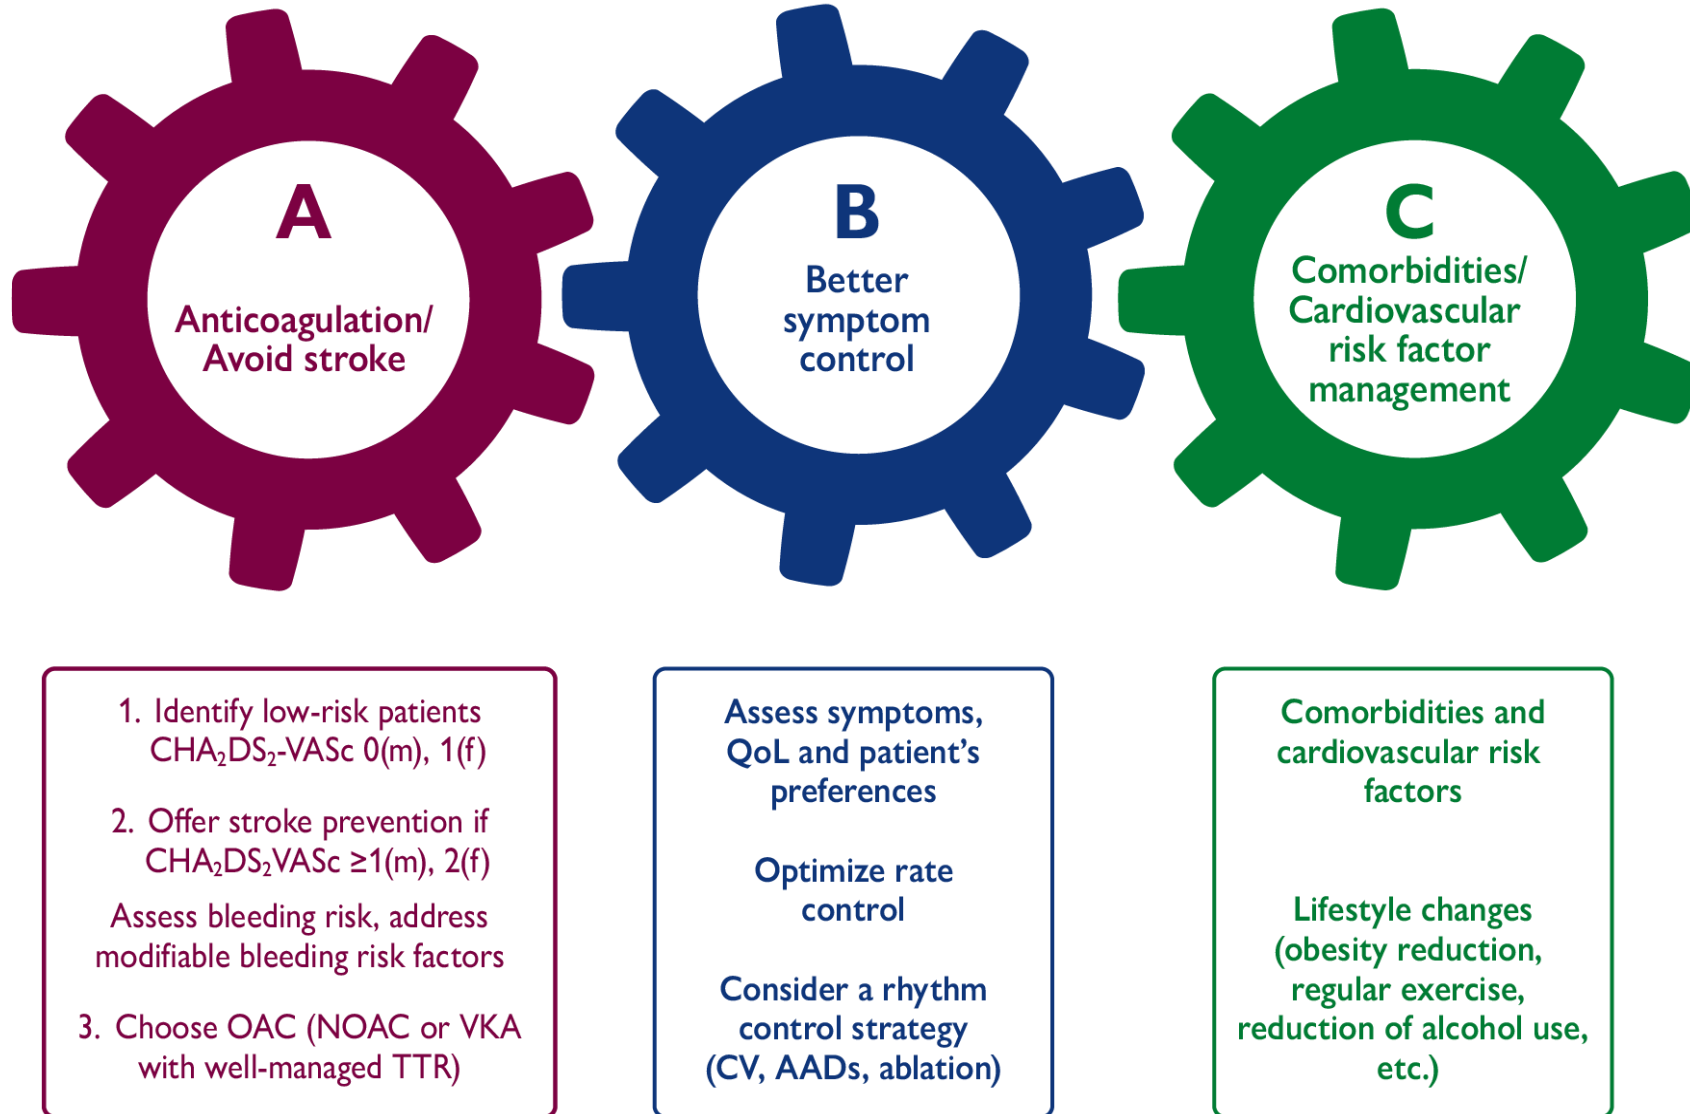 A
Anticoagulation/
Avoid stroke
B
Better
symptom
control
C
Comorbidities/
Cardiovascular
risk factor
management
1. Identify low-risk patients
CHA₂DS₂-VASc 0(m), 1(f)
2. Offer stroke prevention if
CHA₂DS₂VASc ≥1(m), 2(f)
Assess bleeding risk, address
modifiable bleeding risk factors
3. Choose OAC (NOAC or VKA
with well-managed TTR)
Assess symptoms,
QoL and patient’s
preferences
Optimize rate
control
Consider a rhythm
control strategy
(CV, AADs, ablation)
Comorbidities and
cardiovascular risk
factors
Lifestyle changes
(obesity reduction,
regular exercise,
reduction of alcohol use,
etc.)